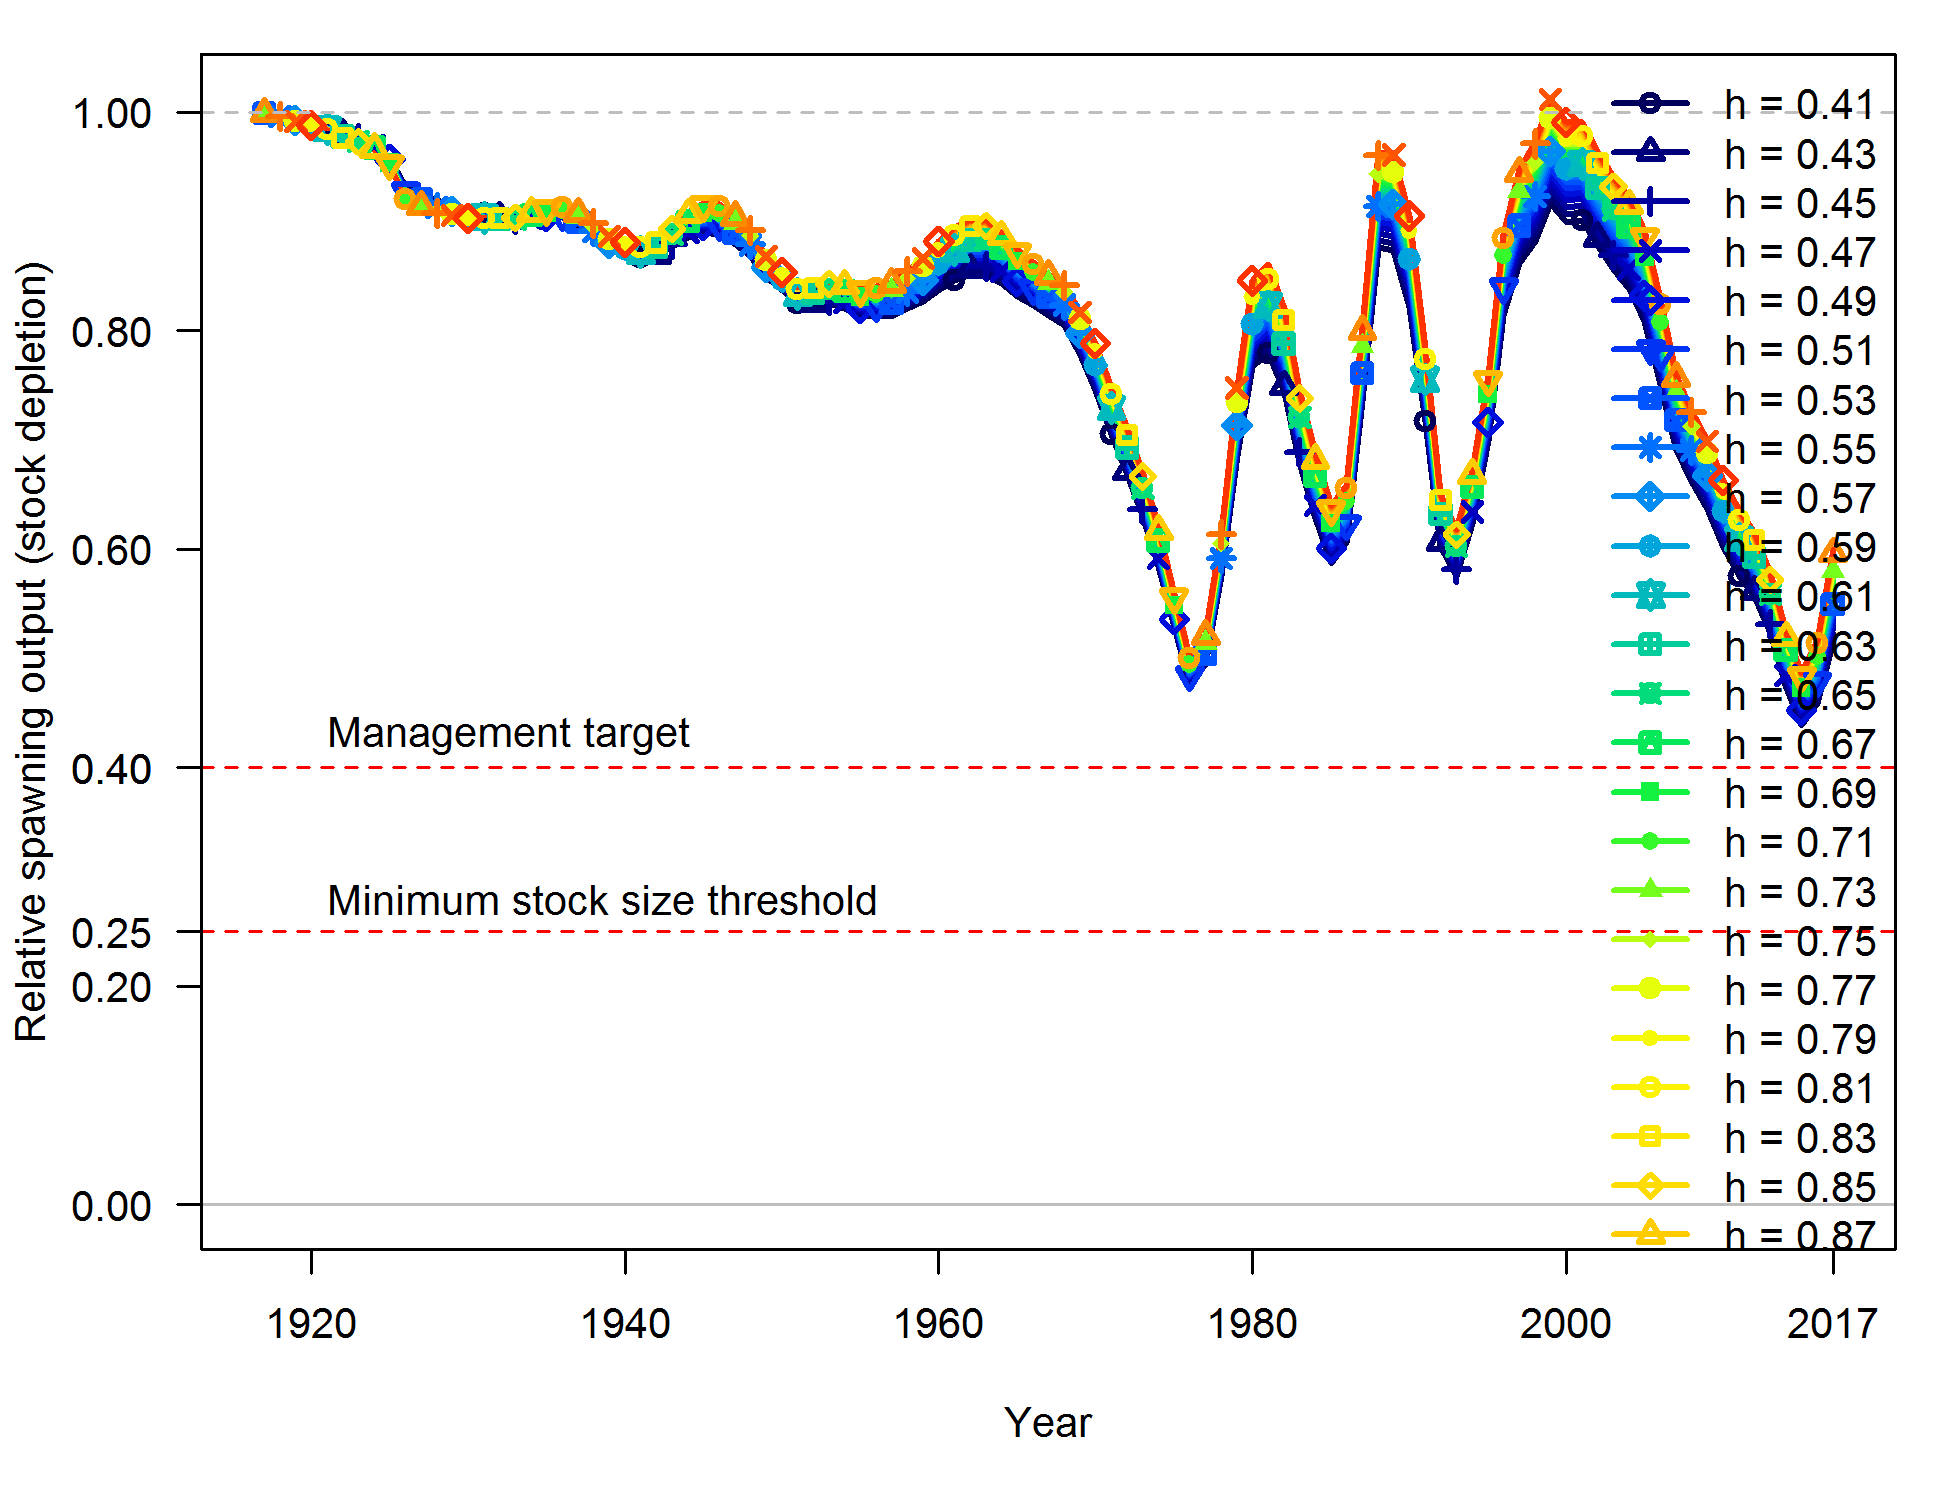 Relative spawning output (stock depletion)
1.00
0.80
0.60
0.40
0.25
0.20
0.00
Management target
Minimum stock size threshold
h = 0.41
h = 0.43
h = 0.45
h = 0.47
h = 0.49
h = 0.51
h = 0.53
h = 0.55
h = 0.57
h = 0.59
h = 0.61
h = 0.63
h = 0.65
h = 0.67
h = 0.69
h = 0.71
h = 0.73
h = 0.75
h = 0.77
h = 0.79
h = 0.81
h = 0.83
h = 0.85
h = 0.87
1920 1940 1960 1980 2000 2017
Year